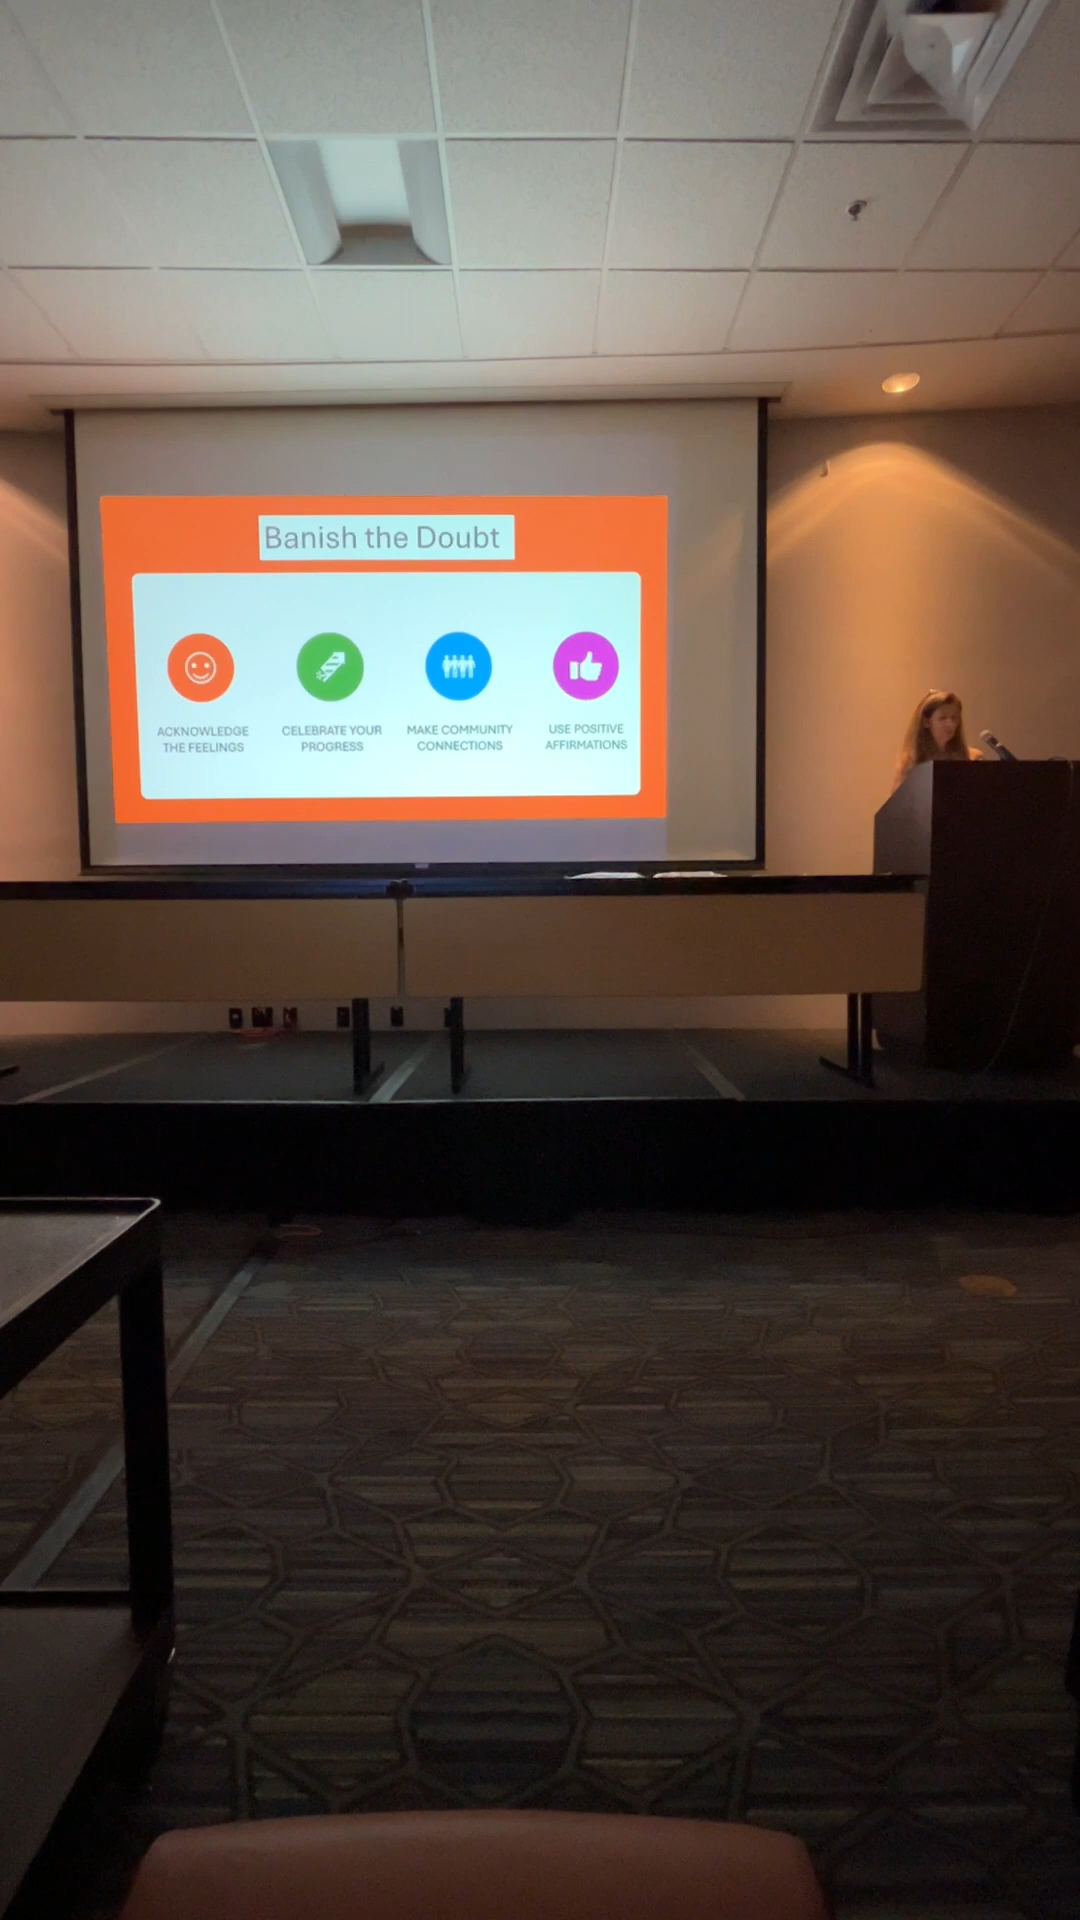 Banish the Doubt
ACKNOWLEDGE
THE FEELINGS
CELEBRATE YOUR
PROGRESS
MAKE COMMUNITY
CONNECTIONS
USE POSITIVE
AFFIRMATIONS